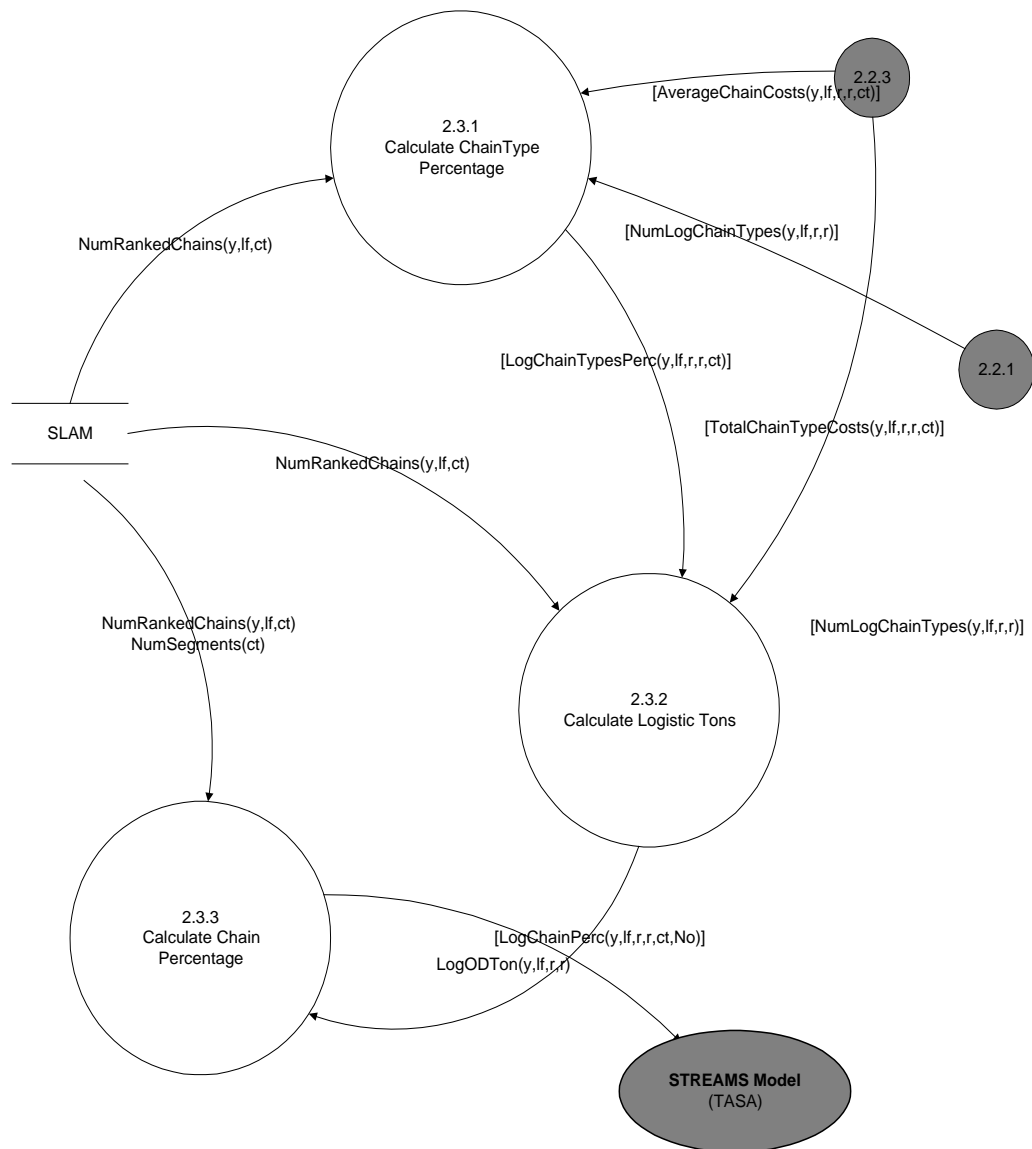 2.2.3
[AverageChainCosts(y,lf,r,r,ct)]
2.3.1
Calculate ChainType
Percentage
[NumLogChainTypes(y,lf,r,r)]
NumRankedChains(y,lf,ct)
[LogChainTypesPerc(y,lf,r,r,ct)]
2.2.1
[TotalChainTypeCosts(y,lf,r,r,ct)]
SLAM
NumRankedChains(y,lf,ct)
NumRankedChains(y,lf,ct)
NumSegments(ct)
[NumLogChainTypes(y,lf,r,r)]
2.3.2
Calculate Logistic Tons
2.3.3
Calculate Chain
Percentage
[LogChainPerc(y,lf,r,r,ct,No)]
LogODTon(y,lf,r,r)
STREAMS Model
(TASA)